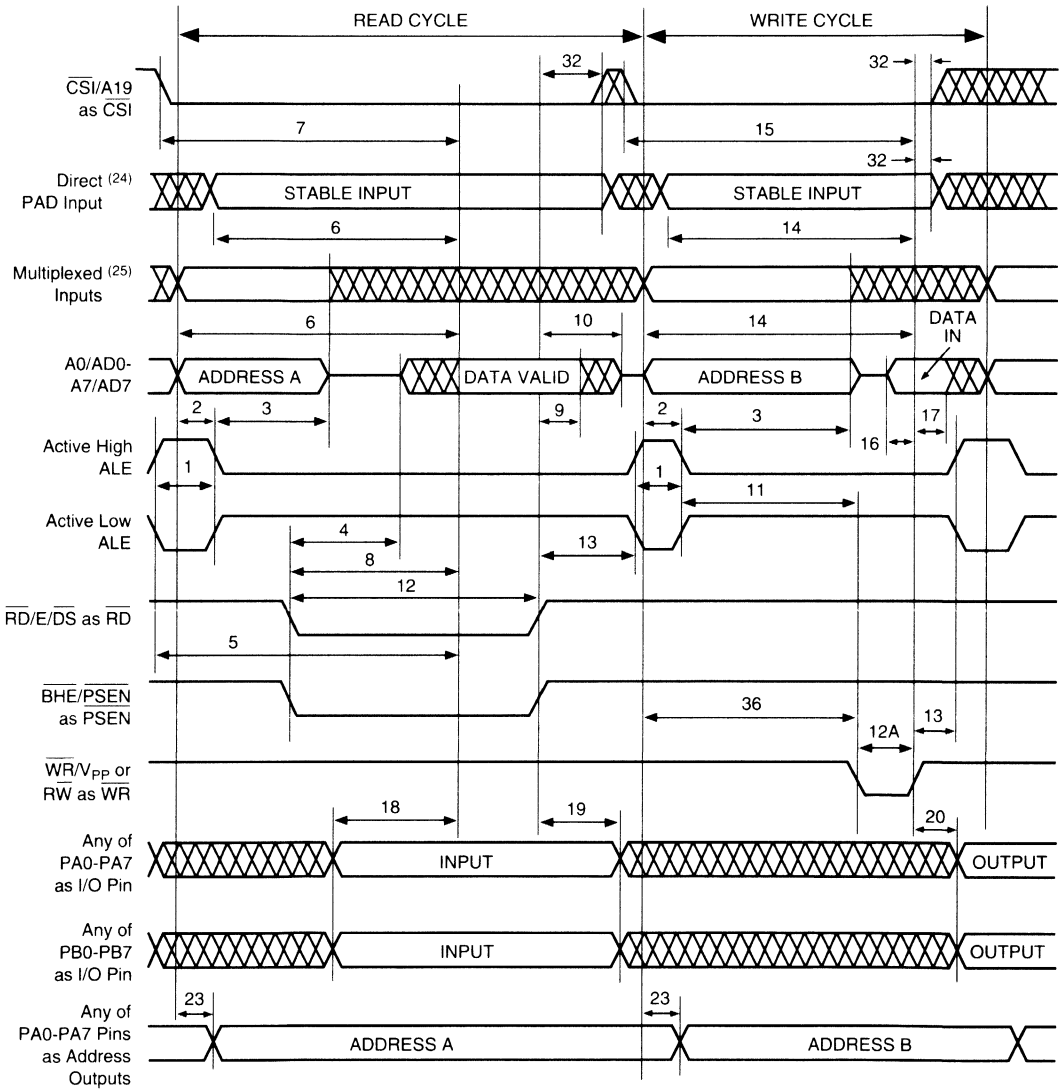 READ CYCLE WRITE CYCLE
32 32
CSI/A19
as CSI
7 15
32
Direct (24)
PAD Input
STABLE INPUT STABLE INPUT
6 14
Multiplexed (25)
Inputs
6 10 14 DATA
IN
A0/AD0-
A7/AD7
ADDRESS A DATA VALID ADDRESS B
2 3 9 2 3 16 17
Active High
ALE
1 1
11
Active Low
ALE
4 13
8
12
RD/E/DS as RD
5
BHE/PSEN
as PSEN
36 13
12A
WR/VPP or
RW as WR
18 19 20
Any of
PA0-PA7
as I/O Pin
INPUT OUTPUT
Any of
PB0-PB7
as I/O Pin
INPUT OUTPUT
23 23
Any of
PA0-PA7 Pins
as Address
Outputs
ADDRESS A ADDRESS B